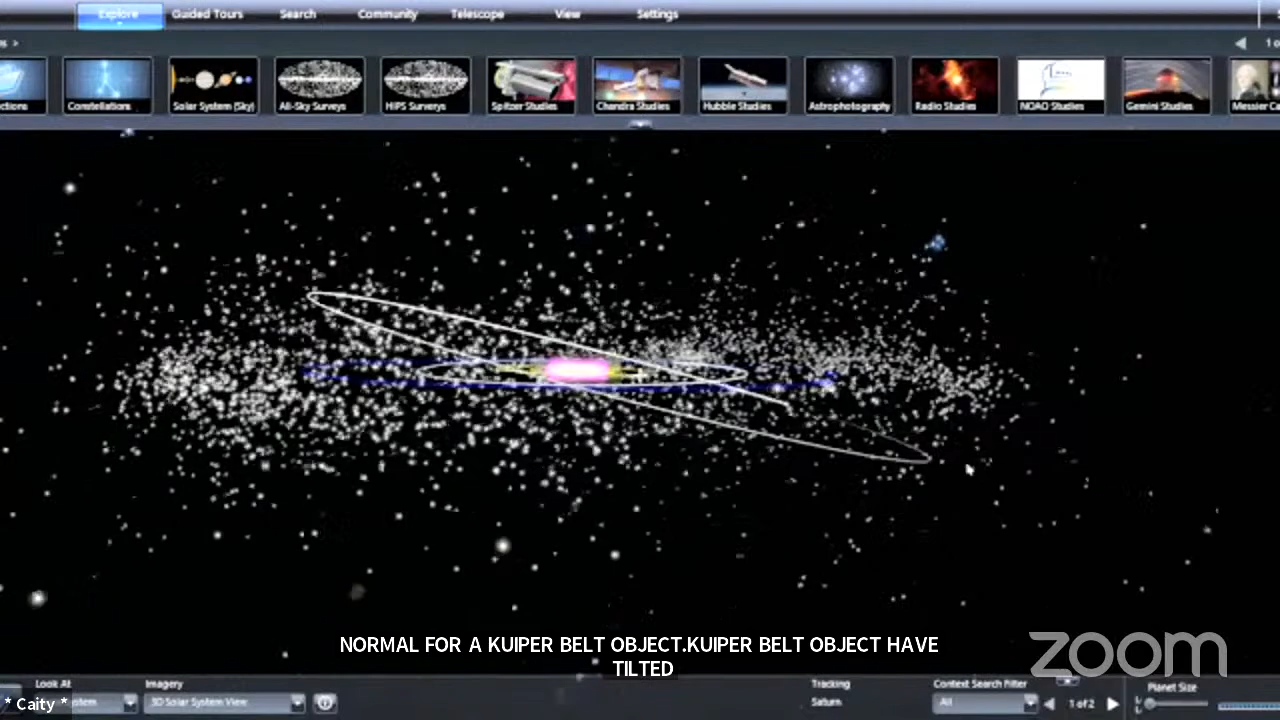 Explore Guided Tours Search Community Telescope View Settings
Constellations Solar System (Sky) All-Sky Surveys HiPS Surverys Spitzer Studies Chandra Studies Hubble Studies Astrophotography Radio Studies NOAO Studies Gemini Studies Messier
NORMAL FOR A KUIPER BELT OBJECT.KUIPER BELT OBJECT HAVE
TILTED
zoom
Look At Imagery Tracking Context Search Filter Planet Size
* Caity * 3D Solar System View Saturn All 1 of 2